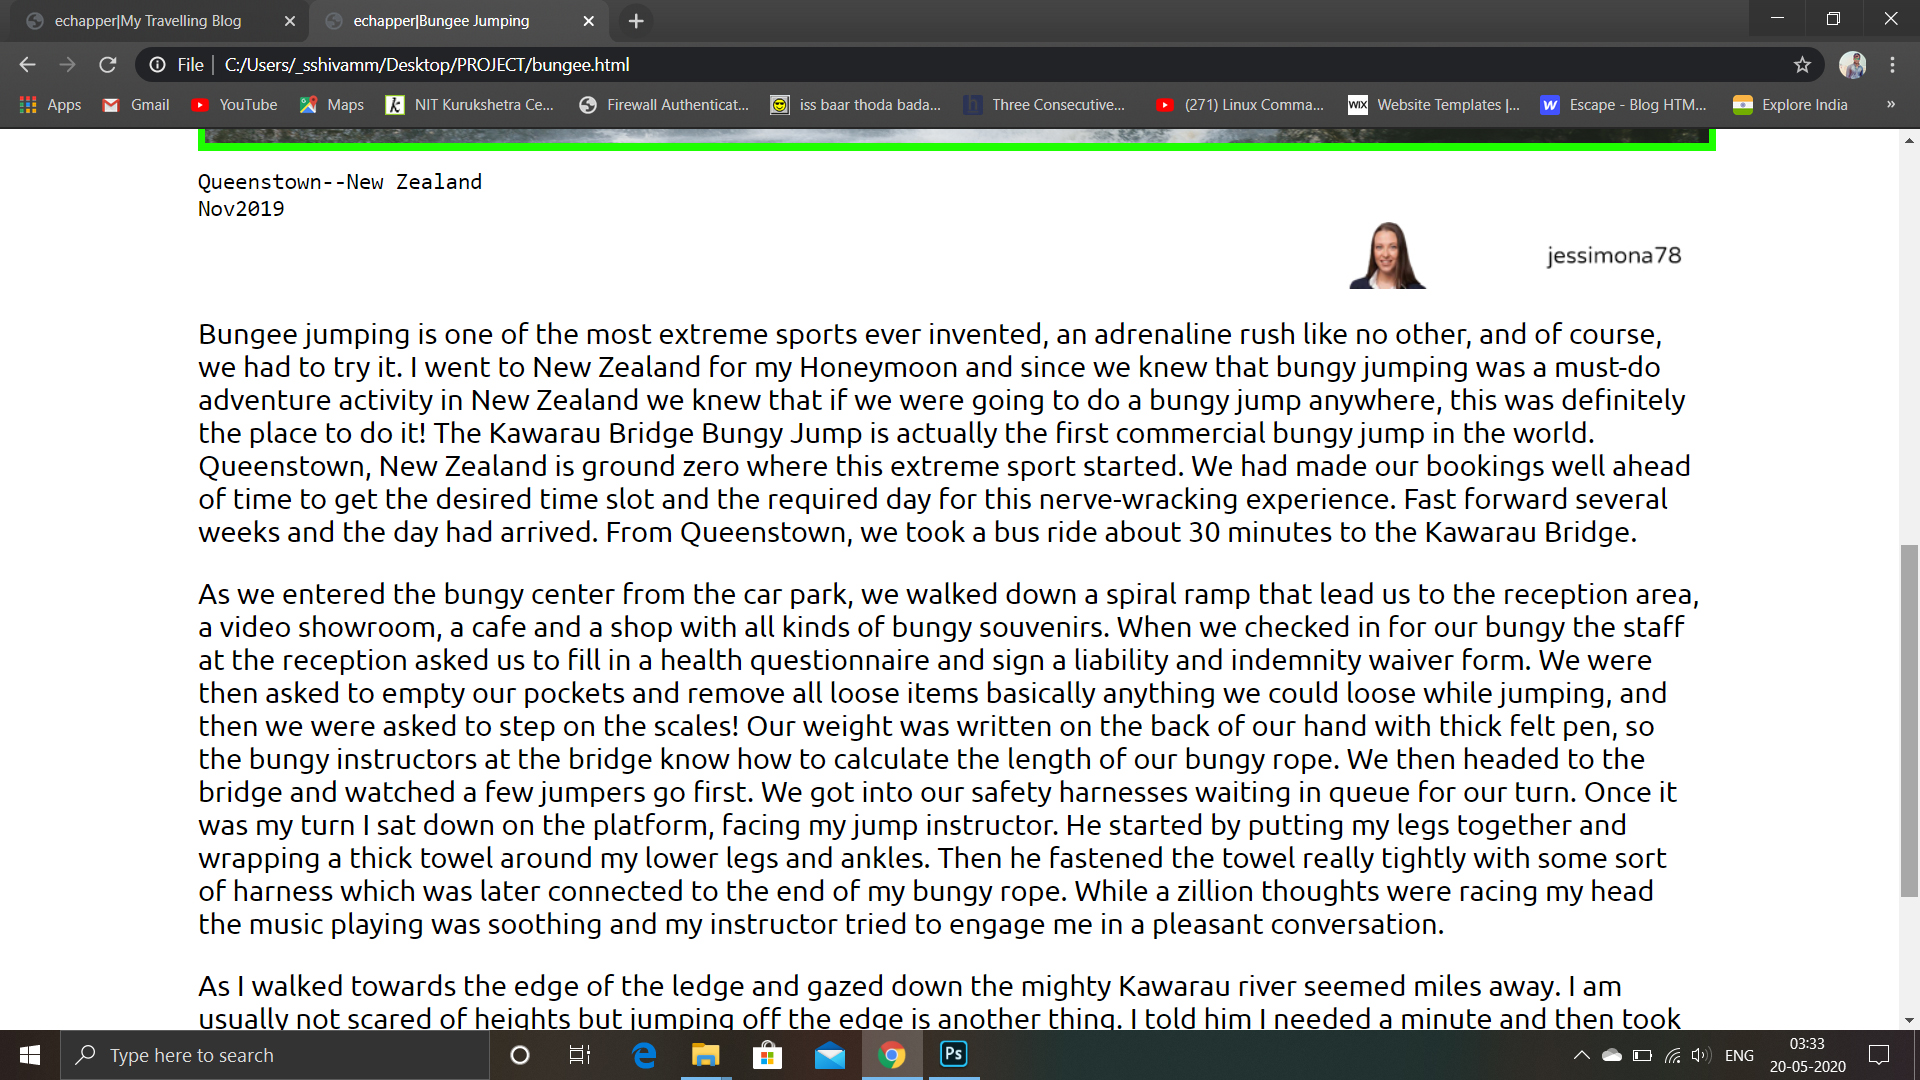 echapper|My Travelling Blog
echapper|Bungee Jumping
File C:/Users/_sshivamm/Desktop/PROJECT/bungee.html
Apps Gmail YouTube Maps k NIT Kurukshetra Ce... Firewall Authenticat... iss baar thoda bada... h Three Consecutive... (271) Linux Comma... WIX Website Templates |... W Escape - Blog HTM... Explore India »
Queenstown--New Zealand
Nov2019
jessimona78
Bungee jumping is one of the most extreme sports ever invented, an adrenaline rush like no other, and of course,
we had to try it. I went to New Zealand for my Honeymoon and since we knew that bungy jumping was a must-do
adventure activity in New Zealand we knew that if we were going to do a bungy jump anywhere, this was definitely
the place to do it! The Kawarau Bridge Bungy Jump is actually the first commercial bungy jump in the world.
Queenstown, New Zealand is ground zero where this extreme sport started. We had made our bookings well ahead
of time to get the desired time slot and the required day for this nerve-wracking experience. Fast forward several
weeks and the day had arrived. From Queenstown, we took a bus ride about 30 minutes to the Kawarau Bridge.
As we entered the bungy center from the car park, we walked down a spiral ramp that lead us to the reception area,
a video showroom, a cafe and a shop with all kinds of bungy souvenirs. When we checked in for our bungy the staff
at the reception asked us to fill in a health questionnaire and sign a liability and indemnity waiver form. We were
then asked to empty our pockets and remove all loose items basically anything we could loose while jumping, and
then we were asked to step on the scales! Our weight was written on the back of our hand with thick felt pen, so
the bungy instructors at the bridge know how to calculate the length of our bungy rope. We then headed to the
bridge and watched a few jumpers go first. We got into our safety harnesses waiting in queue for our turn. Once it
was my turn I sat down on the platform, facing my jump instructor. He started by putting my legs together and
wrapping a thick towel around my lower legs and ankles. Then he fastened the towel really tightly with some sort
of harness which was later connected to the end of my bungy rope. While a zillion thoughts were racing my head
the music playing was soothing and my instructor tried to engage me in a pleasant conversation.
As I walked towards the edge of the ledge and gazed down the mighty Kawarau river seemed miles away. I am
usually not scared of heights but jumping off the edge is another thing. I told him I needed a minute and then took
Type here to search
Ps
ENG
03:33
20-05-2020